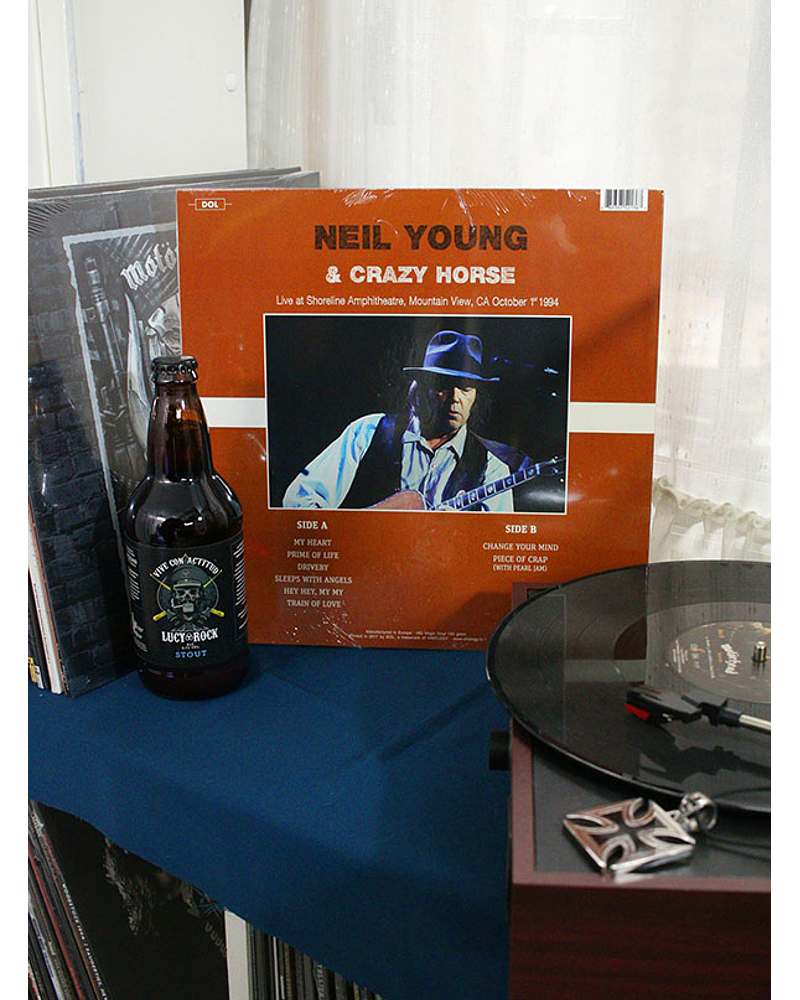 DOL
NEIL YOUNG
& CRAZY HORSE
Live at Shoreline Amphitheatre, Mountain View, CA October 1st 1994
Motö
SIDE A
MY HEART
PRIME OF LIFE
DRIVEBY
SLEEPS WITH ANGELS
HEY HEY, MY MY
TRAIN OF LOVE
SIDE B
CHANGE YOUR MIND
PIECE OF CRAP
(WITH PEARL JAM)
VIVE CON ACTITUD
LUCY ROCK
STOUT